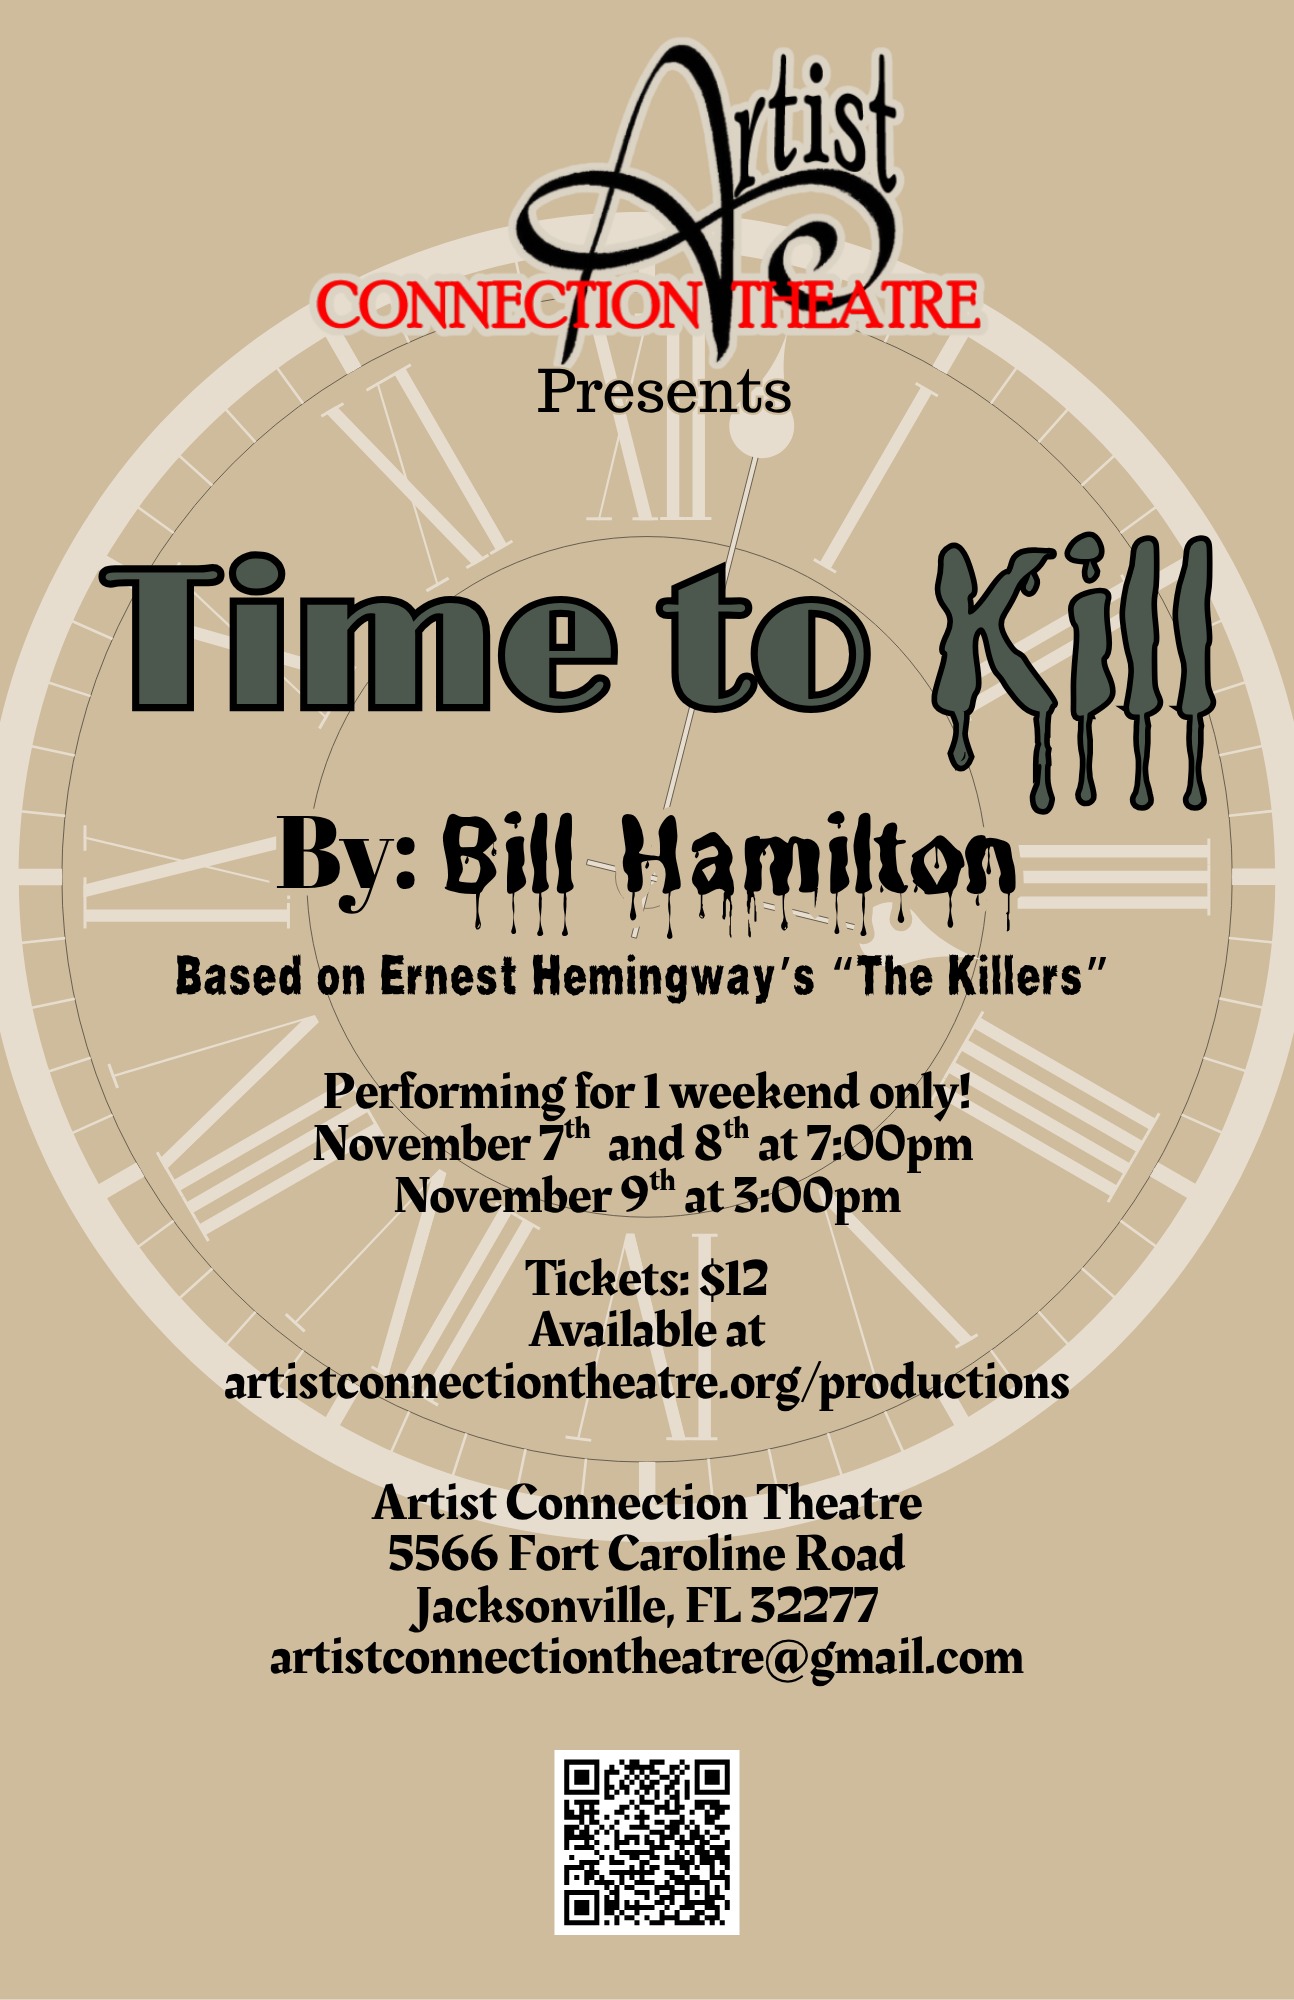 Artist
CONNECTION THEATRE
Presents
Time to Kill
By: Bill Hamilton
Based on Ernest Hemingway's "The Killers"
Performing for 1 weekend only!
November 7th and 8th at 7:00pm
November 9th at 3:00pm
Tickets: $12
Available at
artistconnectiontheatre.org/productions
Artist Connection Theatre
5566 Fort Caroline Road
Jacksonville, FL 32277
artistconnectiontheatre@gmail.com